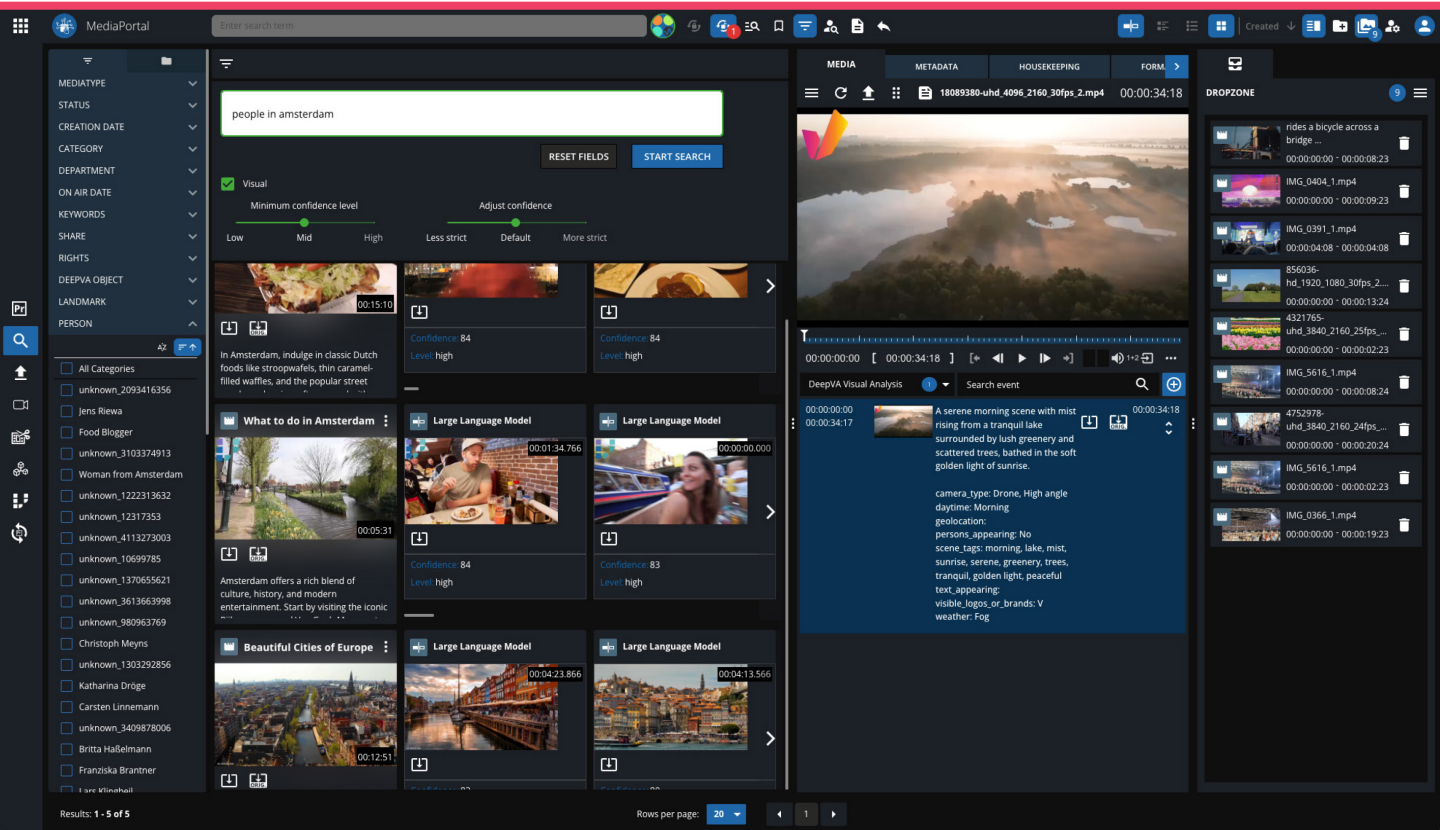 MediaPortal
Enter search term
1
Created
9
MEDIATYPE
STATUS
CREATION DATE
CATEGORY
DEPARTMENT
ON AIR DATE
KEYWORDS
SHARE
RIGHTS
DEEPVA OBJECT
LANDMARK
PERSON
AZ
All Categories
unknown_2093416356
Jens Riewa
Food Blogger
unknown_3103374913
Woman from Amsterdam
unknown_1222313632
unknown_12317353
unknown_4113273003
unknown_10699785
unknown_1370655621
unknown_3613663998
unknown_980963769
Christoph Meyns
unknown_1303292856
Katharina Dröge
Carsten Linnemann
unknown_3409878006
Britta Haßelmann
Franziska Brantner
Lars Klingbeil
Pr
people in amsterdam
RESET FIELDS
START SEARCH
Visual
Minimum confidence level
Low
Mid
High
Adjust confidence
Less strict
Default
More strict
00:15:10
ORIG.
In Amsterdam, indulge in classic Dutch
foods like stroopwafels, thin caramel-
filled waffles, and the popular street
Confidence: 84
Level: high
Confidence: 84
Level: high
What to do in Amsterdam
00:05:31
ORIG.
Amsterdam offers a rich blend of
culture, history, and modern
entertainment. Start by visiting the iconic
Large Language Model
00:01:34.766
Confidence: 84
Level: high
Large Language Model
00:00:00.000
Confidence: 83
Level: high
Beautiful Cities of Europe
00:12:51
ORIG.
Large Language Model
00:04:23.866
Large Language Model
00:04:13.566
MEDIA
METADATA
HOUSEKEEPING
FORM.
18089380-uhd_4096_2160_30fps_2.mp4
00:00:34:18
00:00:00:00
[
00:00:34:18
]
1+2
DeepVA Visual Analysis
1
Search event
00:00:00:00
00:00:34:17
A serene morning scene with mist
rising from a tranquil lake
surrounded by lush greenery and
scattered trees, bathed in the soft
golden light of sunrise.
camera_type: Drone, High angle
daytime: Morning
geolocation:
persons_appearing: No
scene_tags: morning, lake, mist,
sunrise, serene, greenery, trees,
tranquil, golden light, peaceful
text_appearing:
visible_logos_or_brands: V
weather: Fog
ORIG.
00:00:34:18
DROPZONE
9
rides a bicycle across a
bridge ...
00:00:00:00 - 00:00:08:23
IMG_0404_1.mp4
00:00:00:00 - 00:00:09:23
IMG_0391_1.mp4
00:00:04:08 - 00:00:04:08
856036-
hd_1920_1080_30fps_2....
00:00:00:00 - 00:00:13:24
4321765-
uhd_3840_2160_25fps_...
00:00:00:00 - 00:00:02:23
IMG_5616_1.mp4
00:00:00:00 - 00:00:08:24
4752978-
uhd_3840_2160_24fps_...
00:00:00:00 - 00:00:20:24
IMG_5616_1.mp4
00:00:00:00 - 00:00:02:23
IMG_0366_1.mp4
00:00:00:00 - 00:00:19:23
Results: 1 - 5 of 5
Rows per page:
20
1